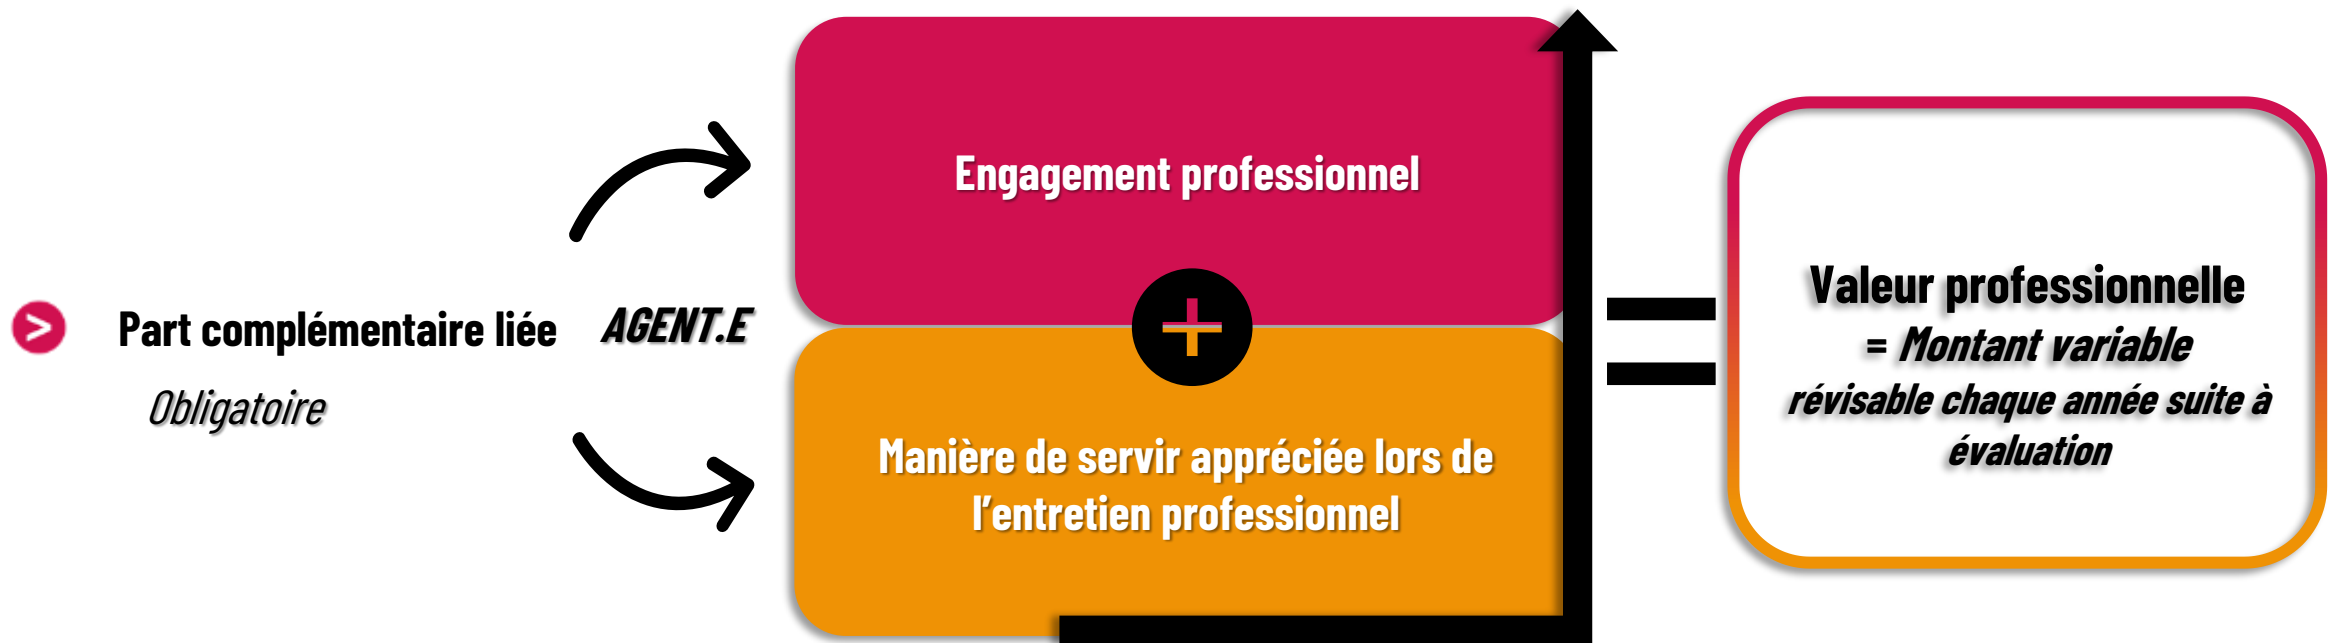 Engagement professionnel
Part complémentaire liée AGENT.E
Obligatoire
+
Manière de servir appréciée lors de
l’entretien professionnel
=
Valeur professionnelle
= Montant variable
révisable chaque année suite à
évaluation